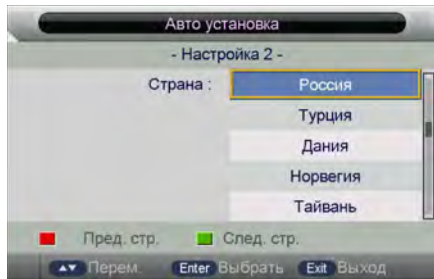 Авто установка
- Настройка 2 -
Страна : Россия
Турция
Дания
Норвегия
Тайвань
Пред. стр. След. стр.
Перем. Enter Выбрать Exit Выход